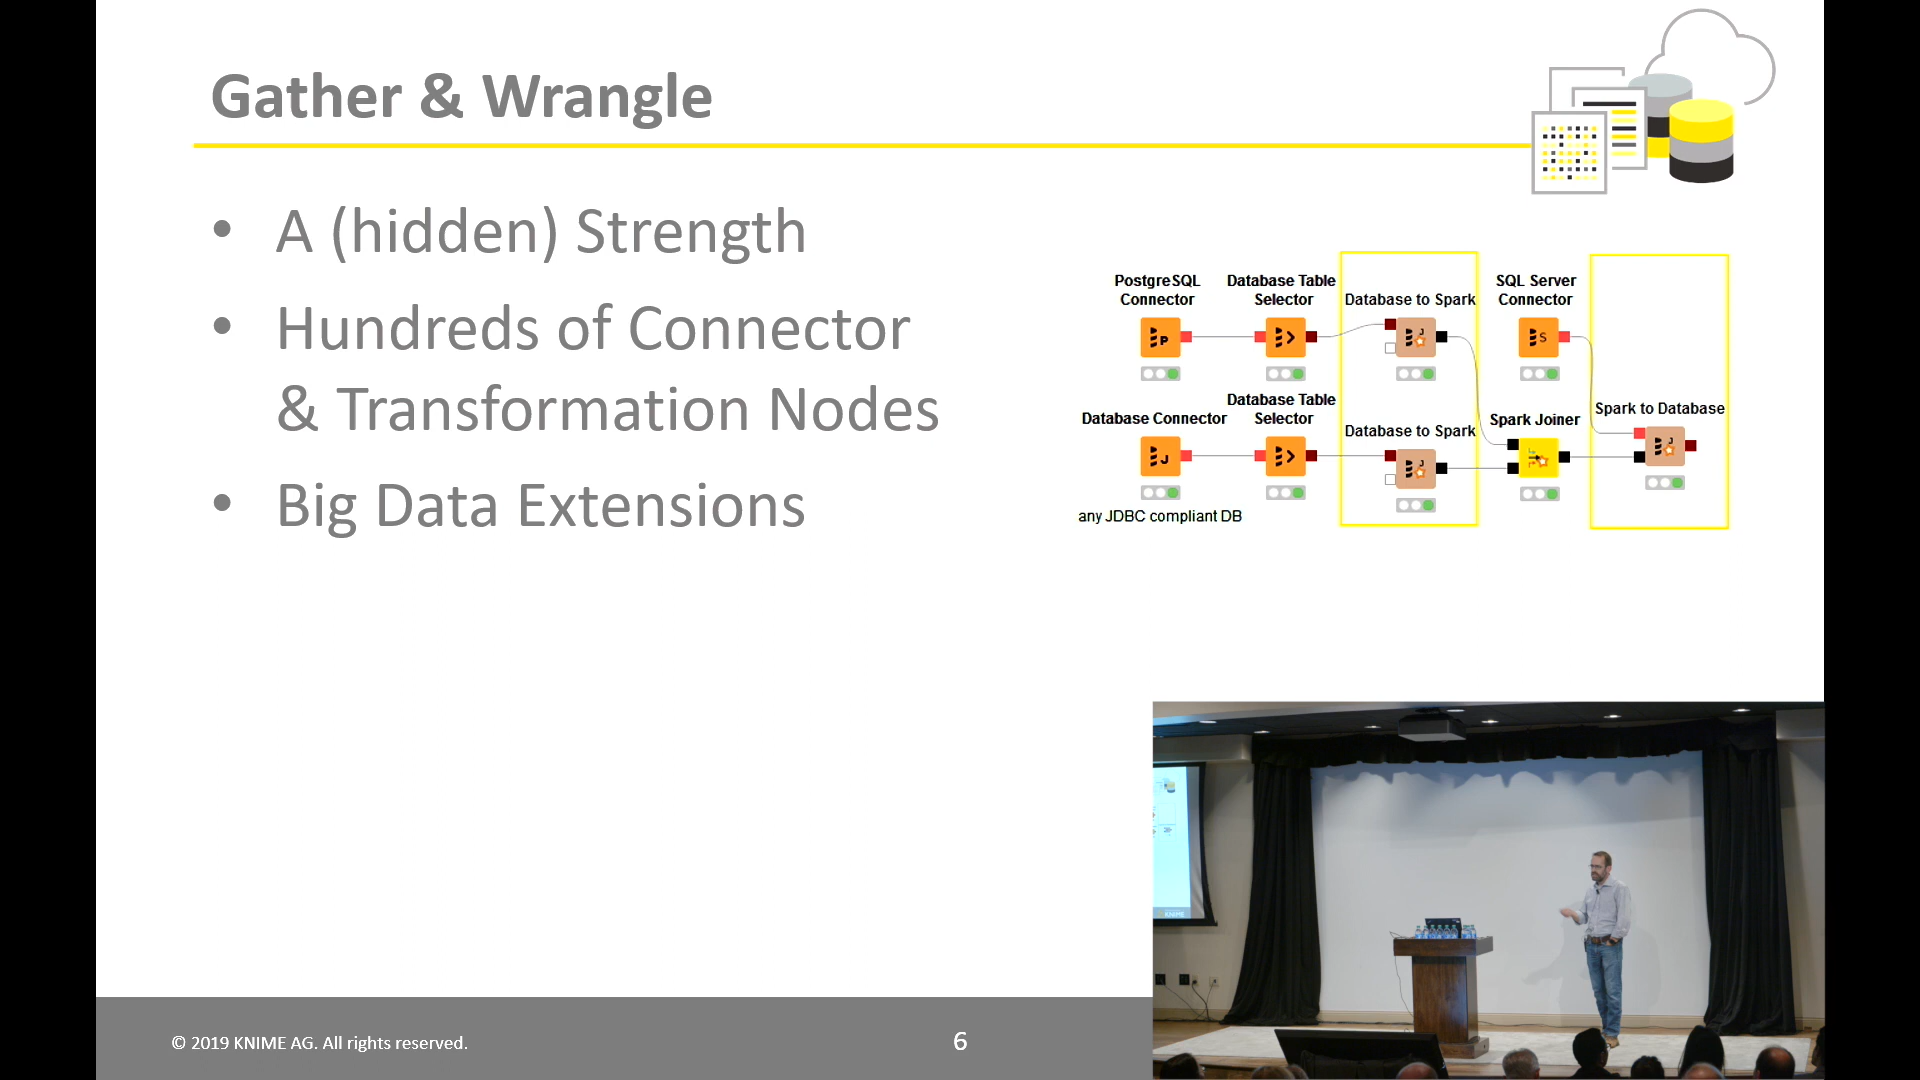 Gather & Wrangle
• A (hidden) Strength
• Hundreds of Connector
& Transformation Nodes
• Big Data Extensions
PostgreSQL
Connector
Database Table
Selector
Database to Spark
SQL Server
Connector
P
J
S
Database Connector
Database Table
Selector
Database to Spark
Spark Joiner
Spark to Database
J
J
J
any JDBC compliant DB
© 2019 KNIME AG. All rights reserved.
6
KNIME